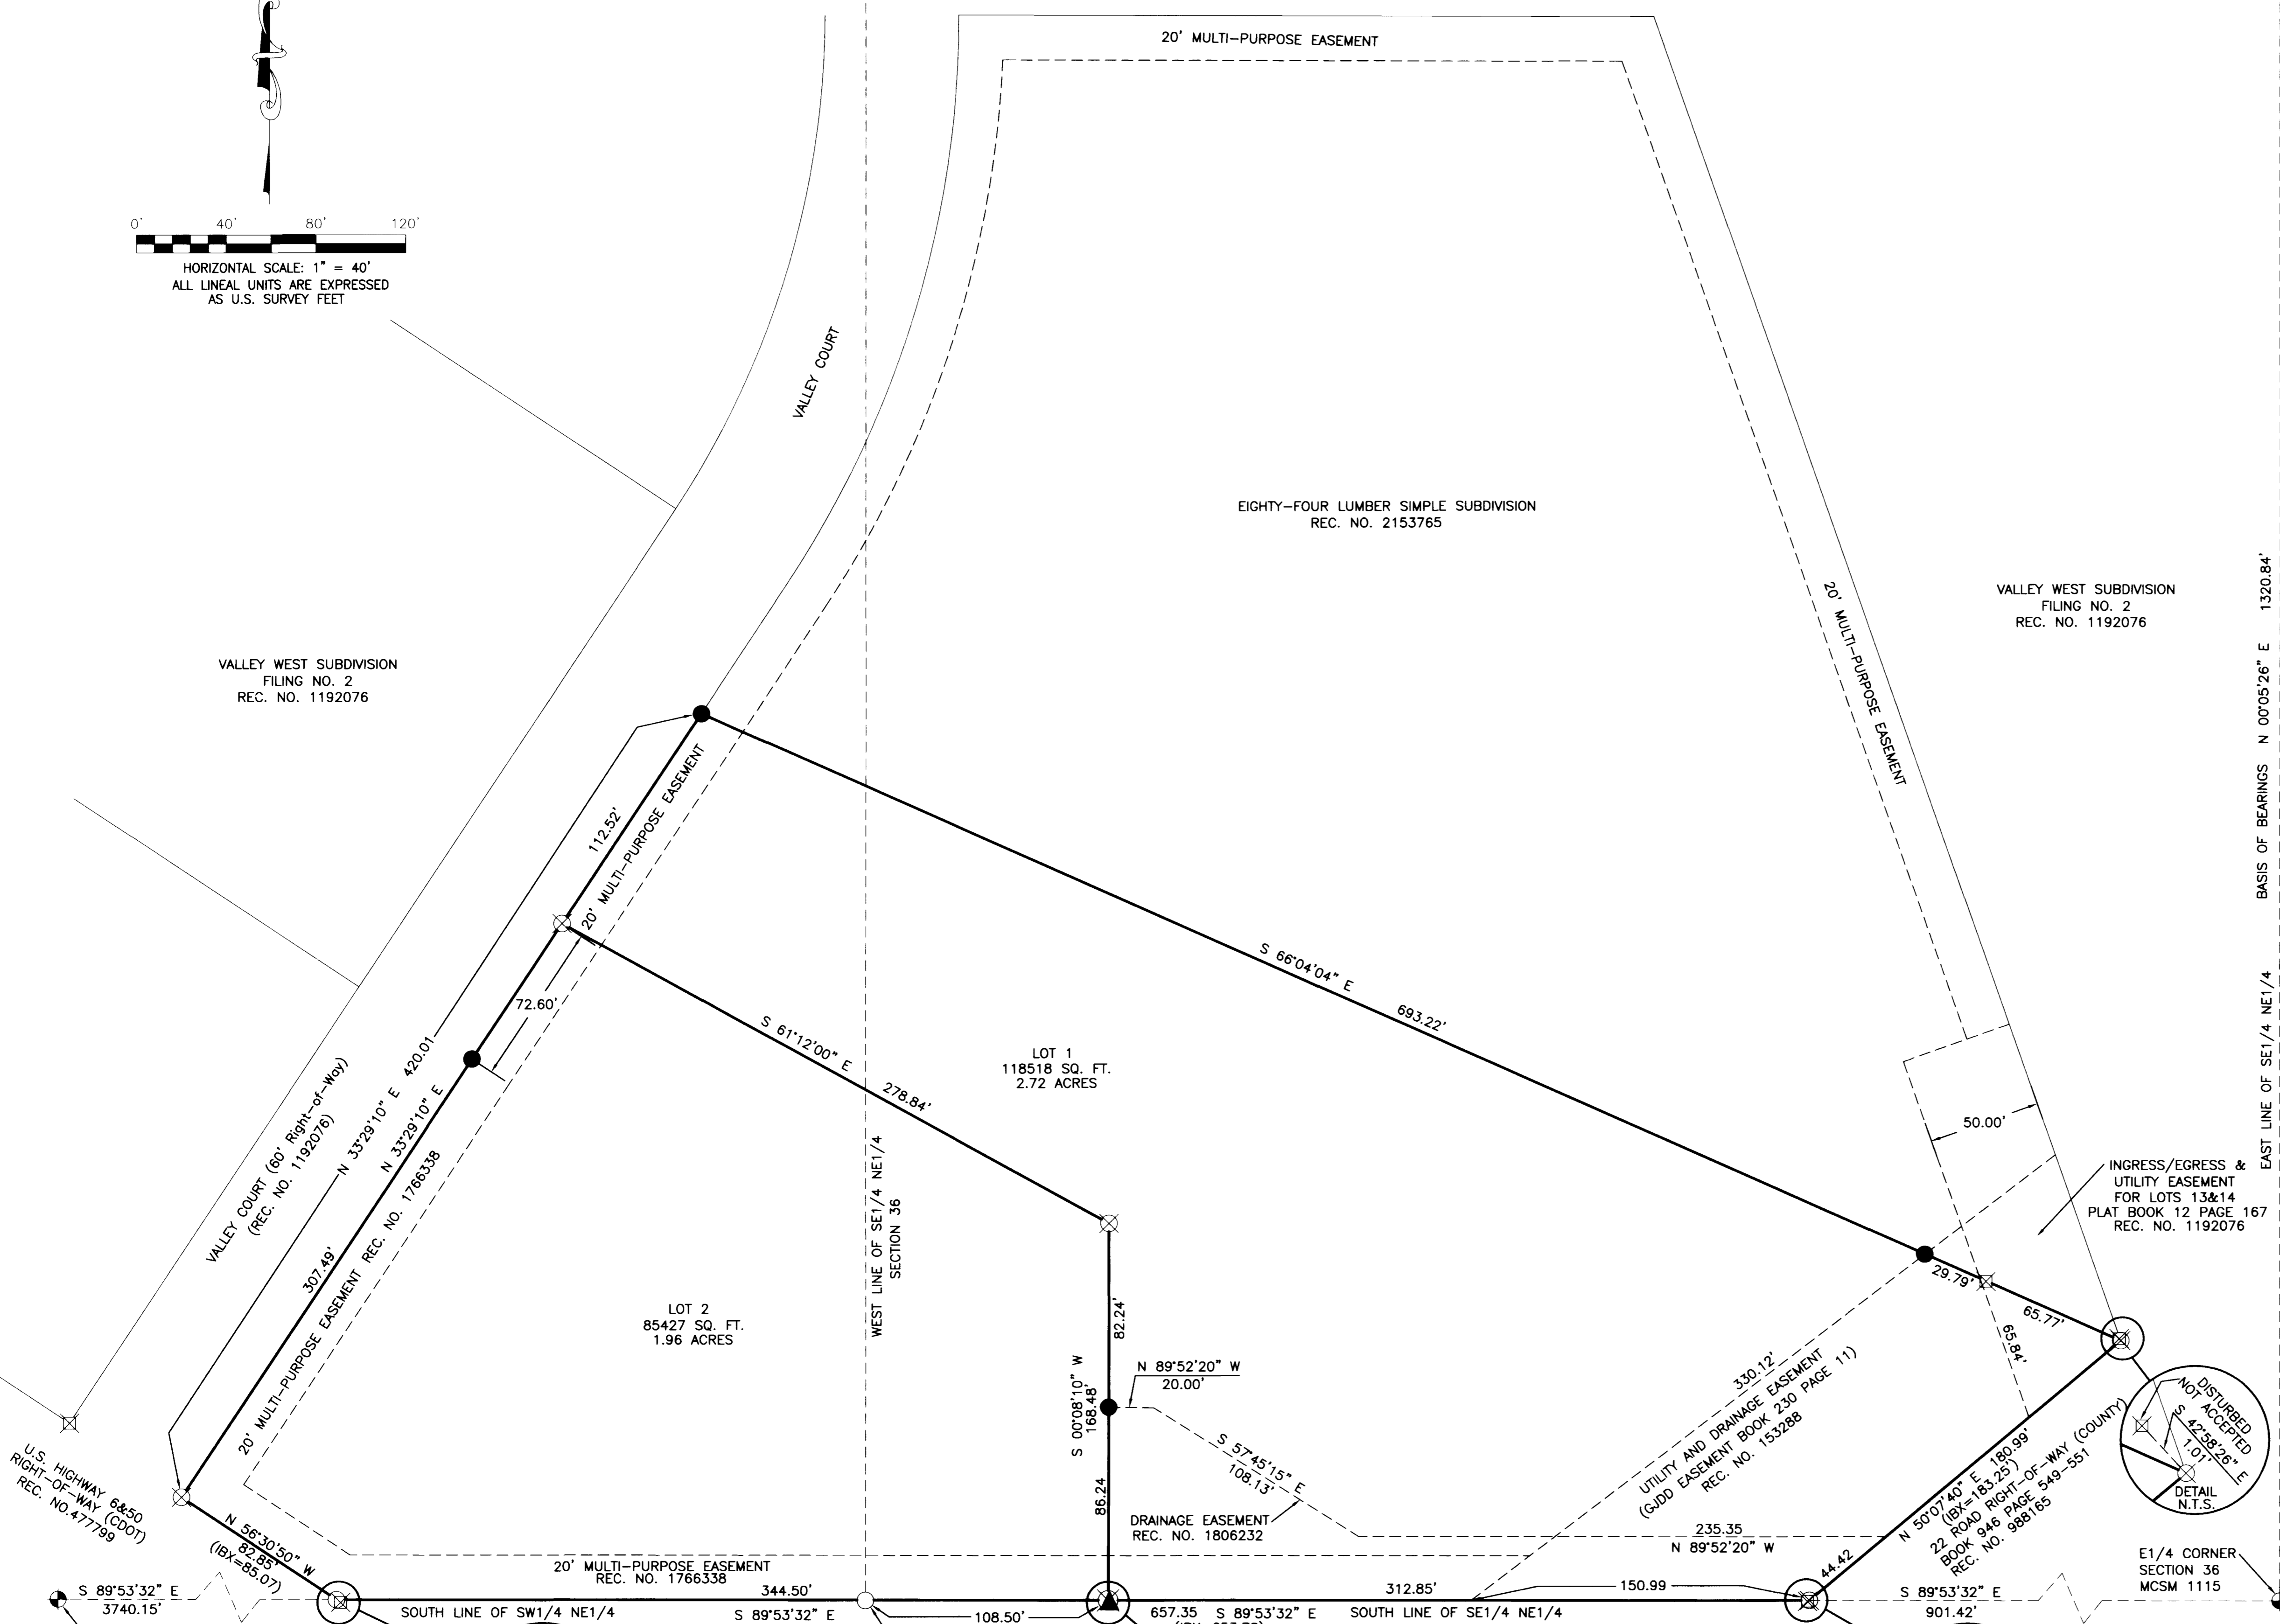 20' MULTI-PURPOSE EASEMENT
0' 40' 80' 120'
HORIZONTAL SCALE: 1" = 40'
ALL LINEAL UNITS ARE EXPRESSED
AS U.S. SURVEY FEET
VALLEY COURT
EIGHTY-FOUR LUMBER SIMPLE SUBDIVISION
REC. NO. 2153765
20' MULTI-PURPOSE EASEMENT
VALLEY WEST SUBDIVISION
FILING NO. 2
REC. NO. 1192076
BASIS OF BEARINGS N 00°05'26" E 1320.84'
EAST LINE OF SE1/4 NE1/4
VALLEY WEST SUBDIVISION
FILING NO. 2
REC. NO. 1192076
112.52'
20' MULTI-PURPOSE EASEMENT
72.60'
S 66°04'04" E
693.22'
S 61°12'00" E
278.84'
LOT 1
118518 SQ. FT.
2.72 ACRES
N 33°29'10" E 420.01
N 33°29'10" E
307.49'
VALLEY COURT (60' Right-of-Way)
(REC. NO. 1192076)
20' MULTI-PURPOSE EASEMENT REC. NO. 1766338
WEST LINE OF SE1/4 NE1/4
SECTION 36
50.00'
INGRESS/EGRESS &
UTILITY EASEMENT
FOR LOTS 13&14
PLAT BOOK 12 PAGE 167
REC. NO. 1192076
29.79'
65.77'
65.84'
LOT 2
85427 SQ. FT.
1.96 ACRES
82.24'
S 00°08'10" W
168.48'
86.24
N 89°52'20" W
20.00'
S 57°45'15" E
108.13'
DRAINAGE EASEMENT
REC. NO. 1806232
330.12'
UTILITY AND DRAINAGE EASEMENT
(GJDD EASEMENT BOOK 230 PAGE 11)
REC. NO. 153288
235.35
N 89°52'20" W
N 50°07'40" E 180.99'
(IBX=183.25')
22 ROAD RIGHT-OF-WAY (COUNTY)
BOOK 946 PAGE 549-551
REC. NO. 988165
44.42
DISTURBED
NOT ACCEPTED
S 42°58'26" E
1.01'
DETAIL
N.T.S.
U.S. HIGHWAY 6&50
RIGHT-OF-WAY (CDOT)
REC. NO.477799
N 56°30'50" W
82.85'
(IBX=85.07)
S 89°53'32" E
3740.15'
20' MULTI-PURPOSE EASEMENT
REC. NO. 1766338
344.50'
SOUTH LINE OF SW1/4 NE1/4
S 89°53'32" E
108.50'
312.85'
150.99
657.35 S 89°53'32" E
SOUTH LINE OF SE1/4 NE1/4
E1/4 CORNER
SECTION 36
MCSM 1115
S 89°53'32" E
901.42'